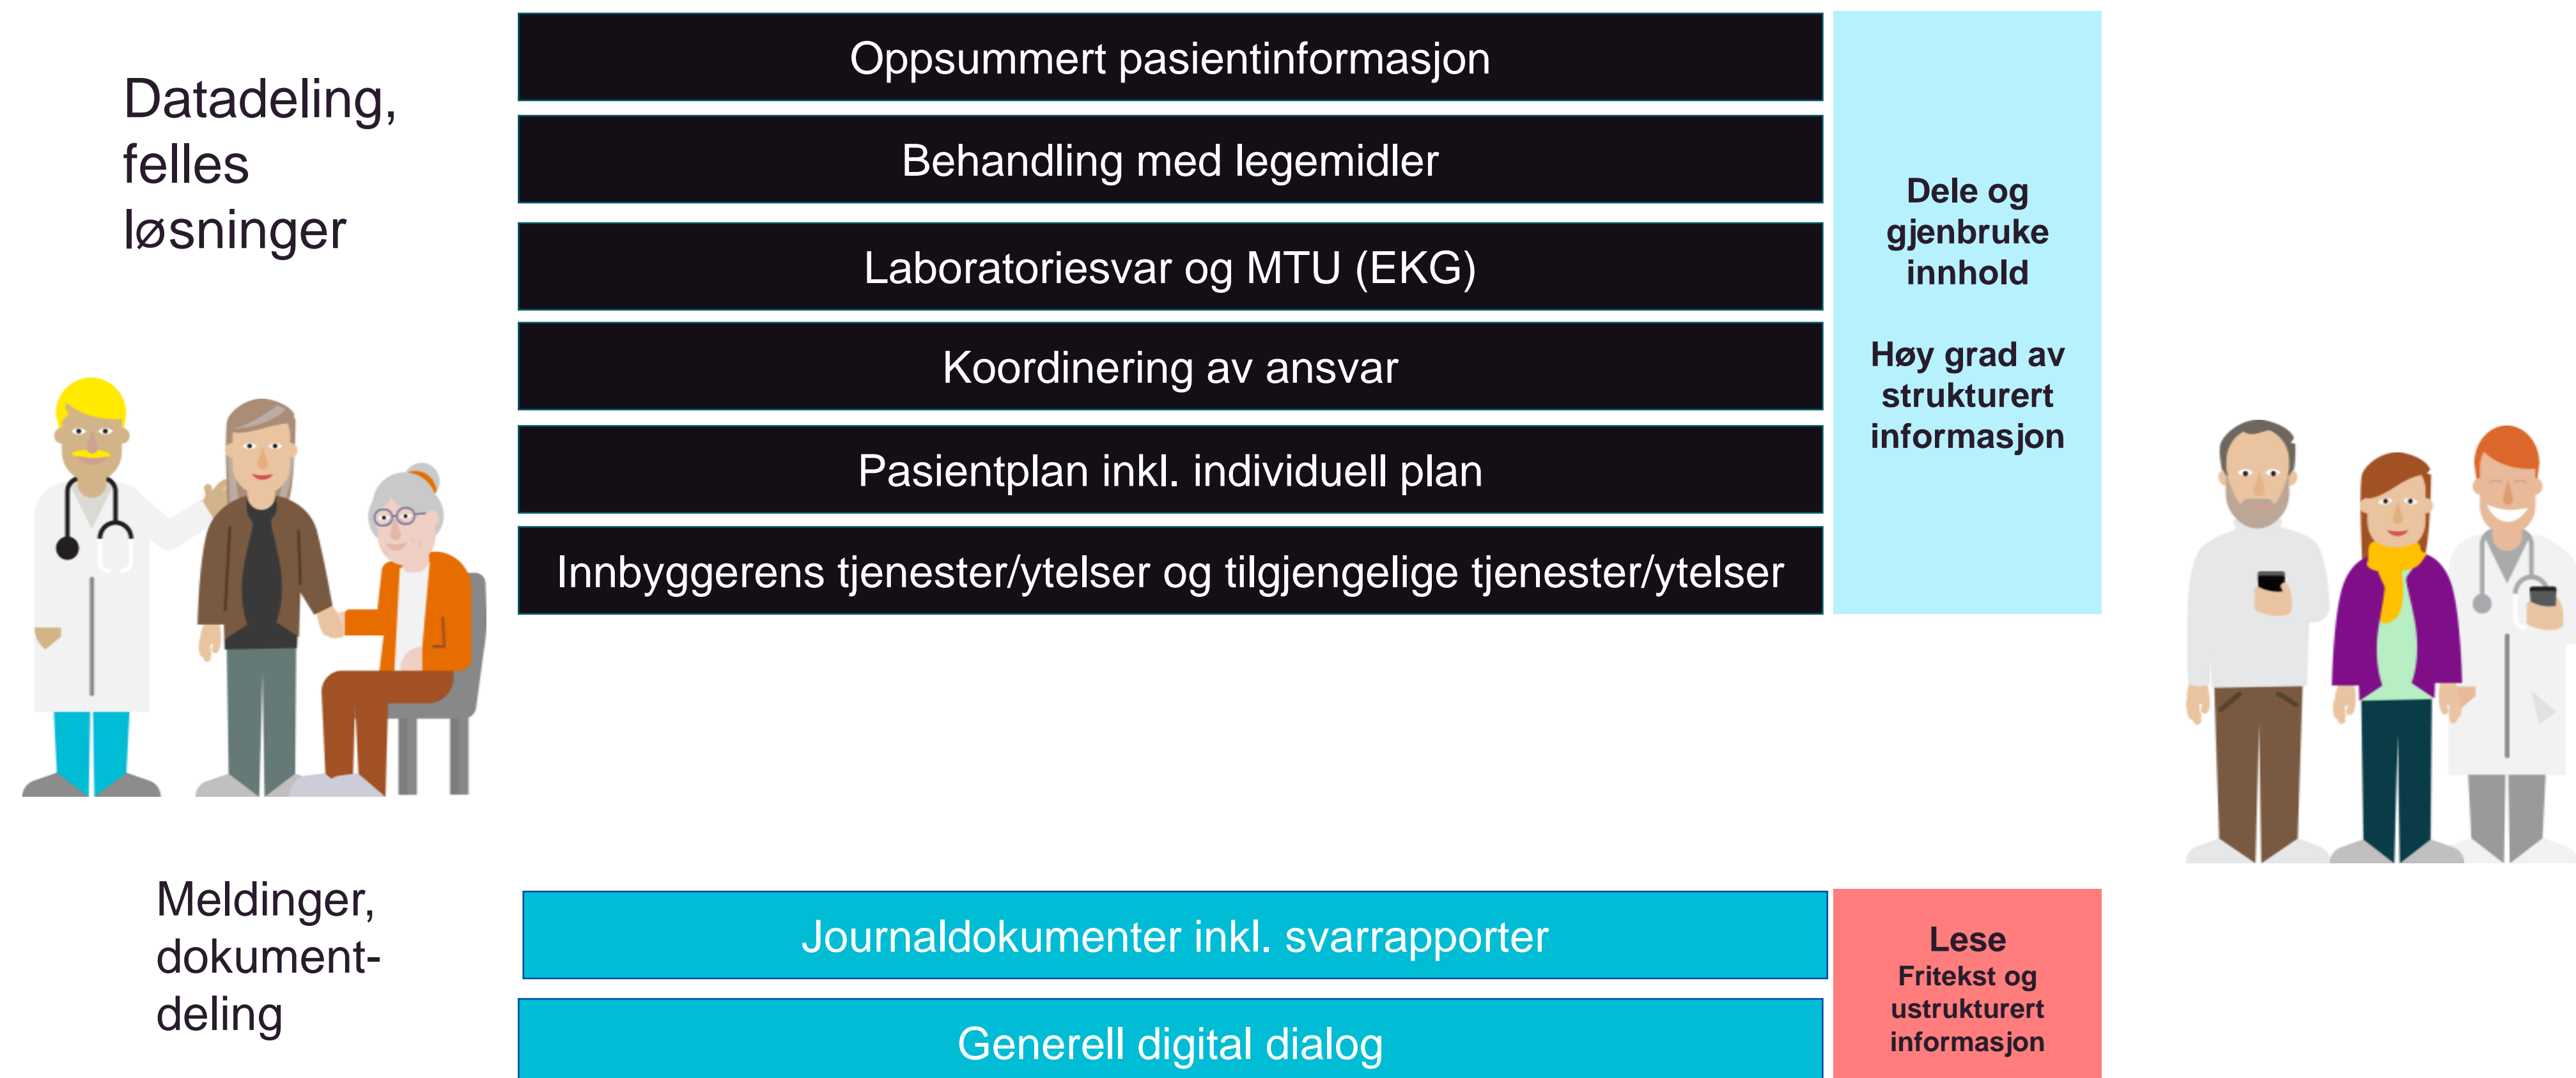 Datadeling,
felles
løsninger
Oppsummert pasientinformasjon
Behandling med legemidler
Laboratoriesvar og MTU (EKG)
Koordinering av ansvar
Pasientplan inkl. individuell plan
Innbyggerens tjenester/ytelser og tilgjengelige tjenester/ytelser
Dele og
gjenbruke
innhold
Høy grad av
strukturert
informasjon
Meldinger,
dokument-
deling
Journaldokumenter inkl. svarrapporter
Generell digital dialog
Lese
Fritekst og
ustrukturert
informasjon